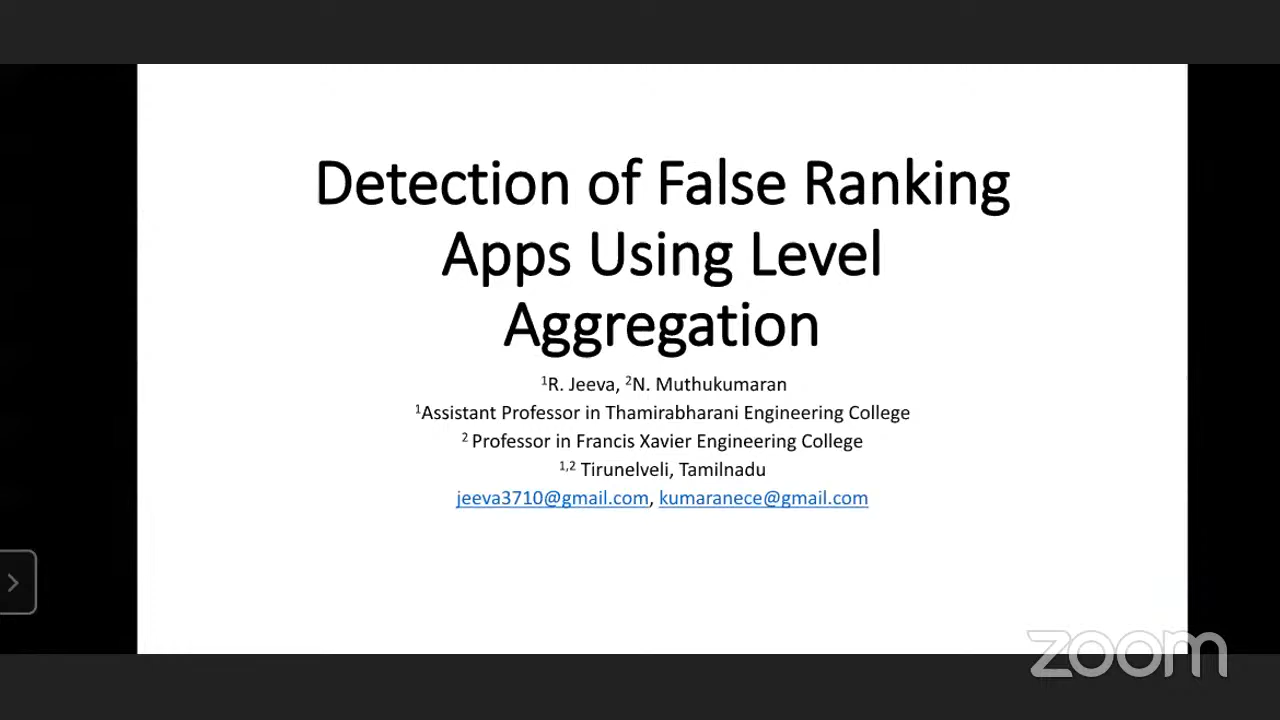 Detection of False Ranking
Apps Using Level
Aggregation
¹R. Jeeva, ²N. Muthukumaran
¹Assistant Professor in Thamirabharani Engineering College
² Professor in Francis Xavier Engineering College
¹,² Tirunelveli, Tamilnadu
jeeva3710@gmail.com, kumaranece@gmail.com
zoom